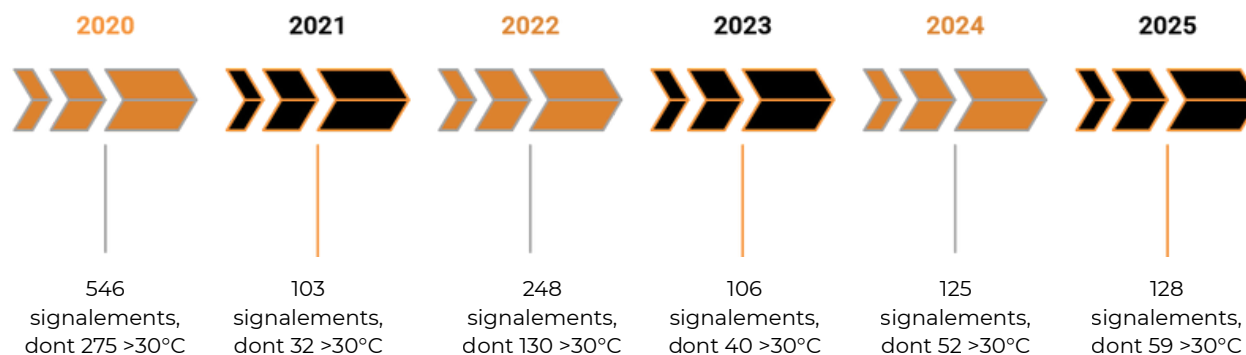 2020
2021
2022
2023
2024
2025
546
signalements,
dont 275 >30°C
103
signalements,
dont 32 >30°C
248
signalements,
dont 130 >30°C
106
signalements,
dont 40 >30°C
125
signalements,
dont 52 >30°C
128
signalements,
dont 59 >30°C